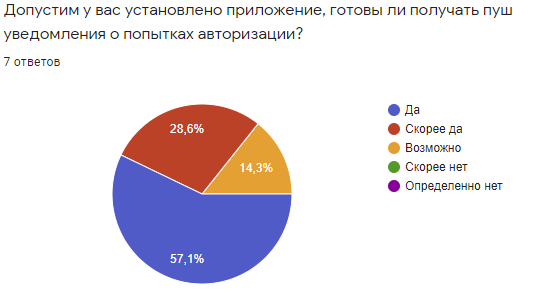 Допустим у вас установлено приложение, готовы ли получать пуш
уведомления о попытках авторизации?
7 ответов
28,6%
14,3%
57,1%
Да
Скорее да
Возможно
Скорее нет
Определенно нет